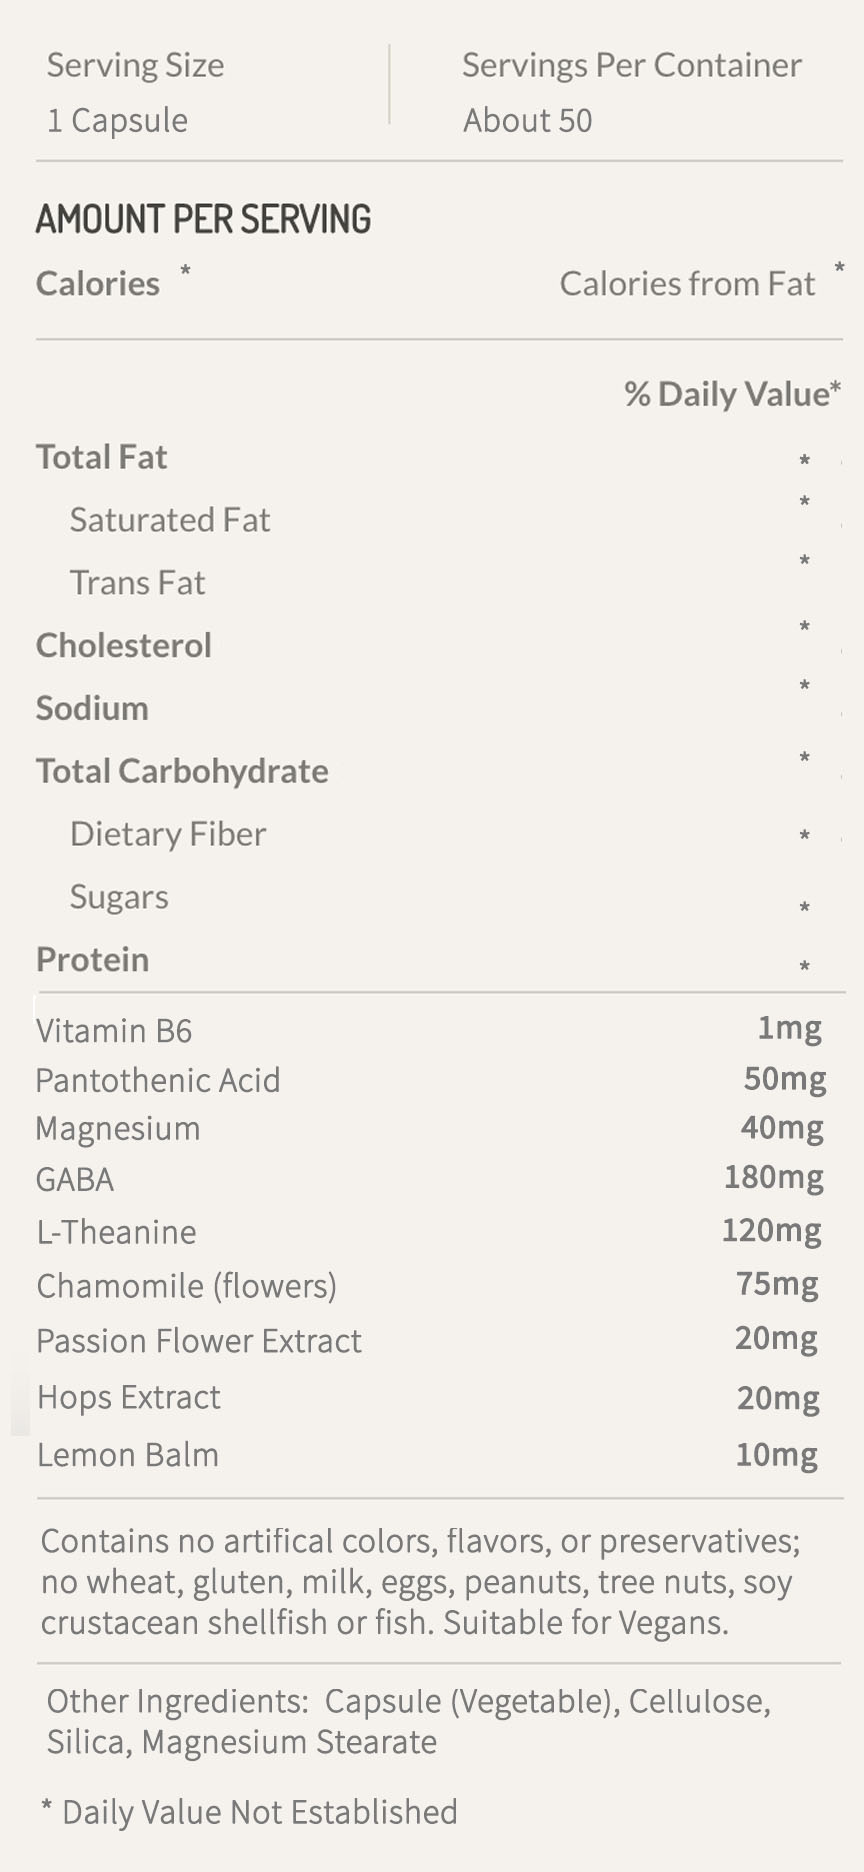 Serving Size Servings Per Container
1 Capsule About 50
AMOUNT PER SERVING
Calories * Calories from Fat *
% Daily Value*
Total Fat *
Saturated Fat *
Trans Fat *
Cholesterol *
Sodium *
Total Carbohydrate *
Dietary Fiber *
Sugars *
Protein *
Vitamin B6 1mg
Pantothenic Acid 50mg
Magnesium 40mg
GABA 180mg
L-Theanine 120mg
Chamomile (flowers) 75mg
Passion Flower Extract 20mg
Hops Extract 20mg
Lemon Balm 10mg
Contains no artifical colors, flavors, or preservatives;
no wheat, gluten, milk, eggs, peanuts, tree nuts, soy
crustacean shellfish or fish. Suitable for Vegans.
Other Ingredients: Capsule (Vegetable), Cellulose,
Silica, Magnesium Stearate
* Daily Value Not Established